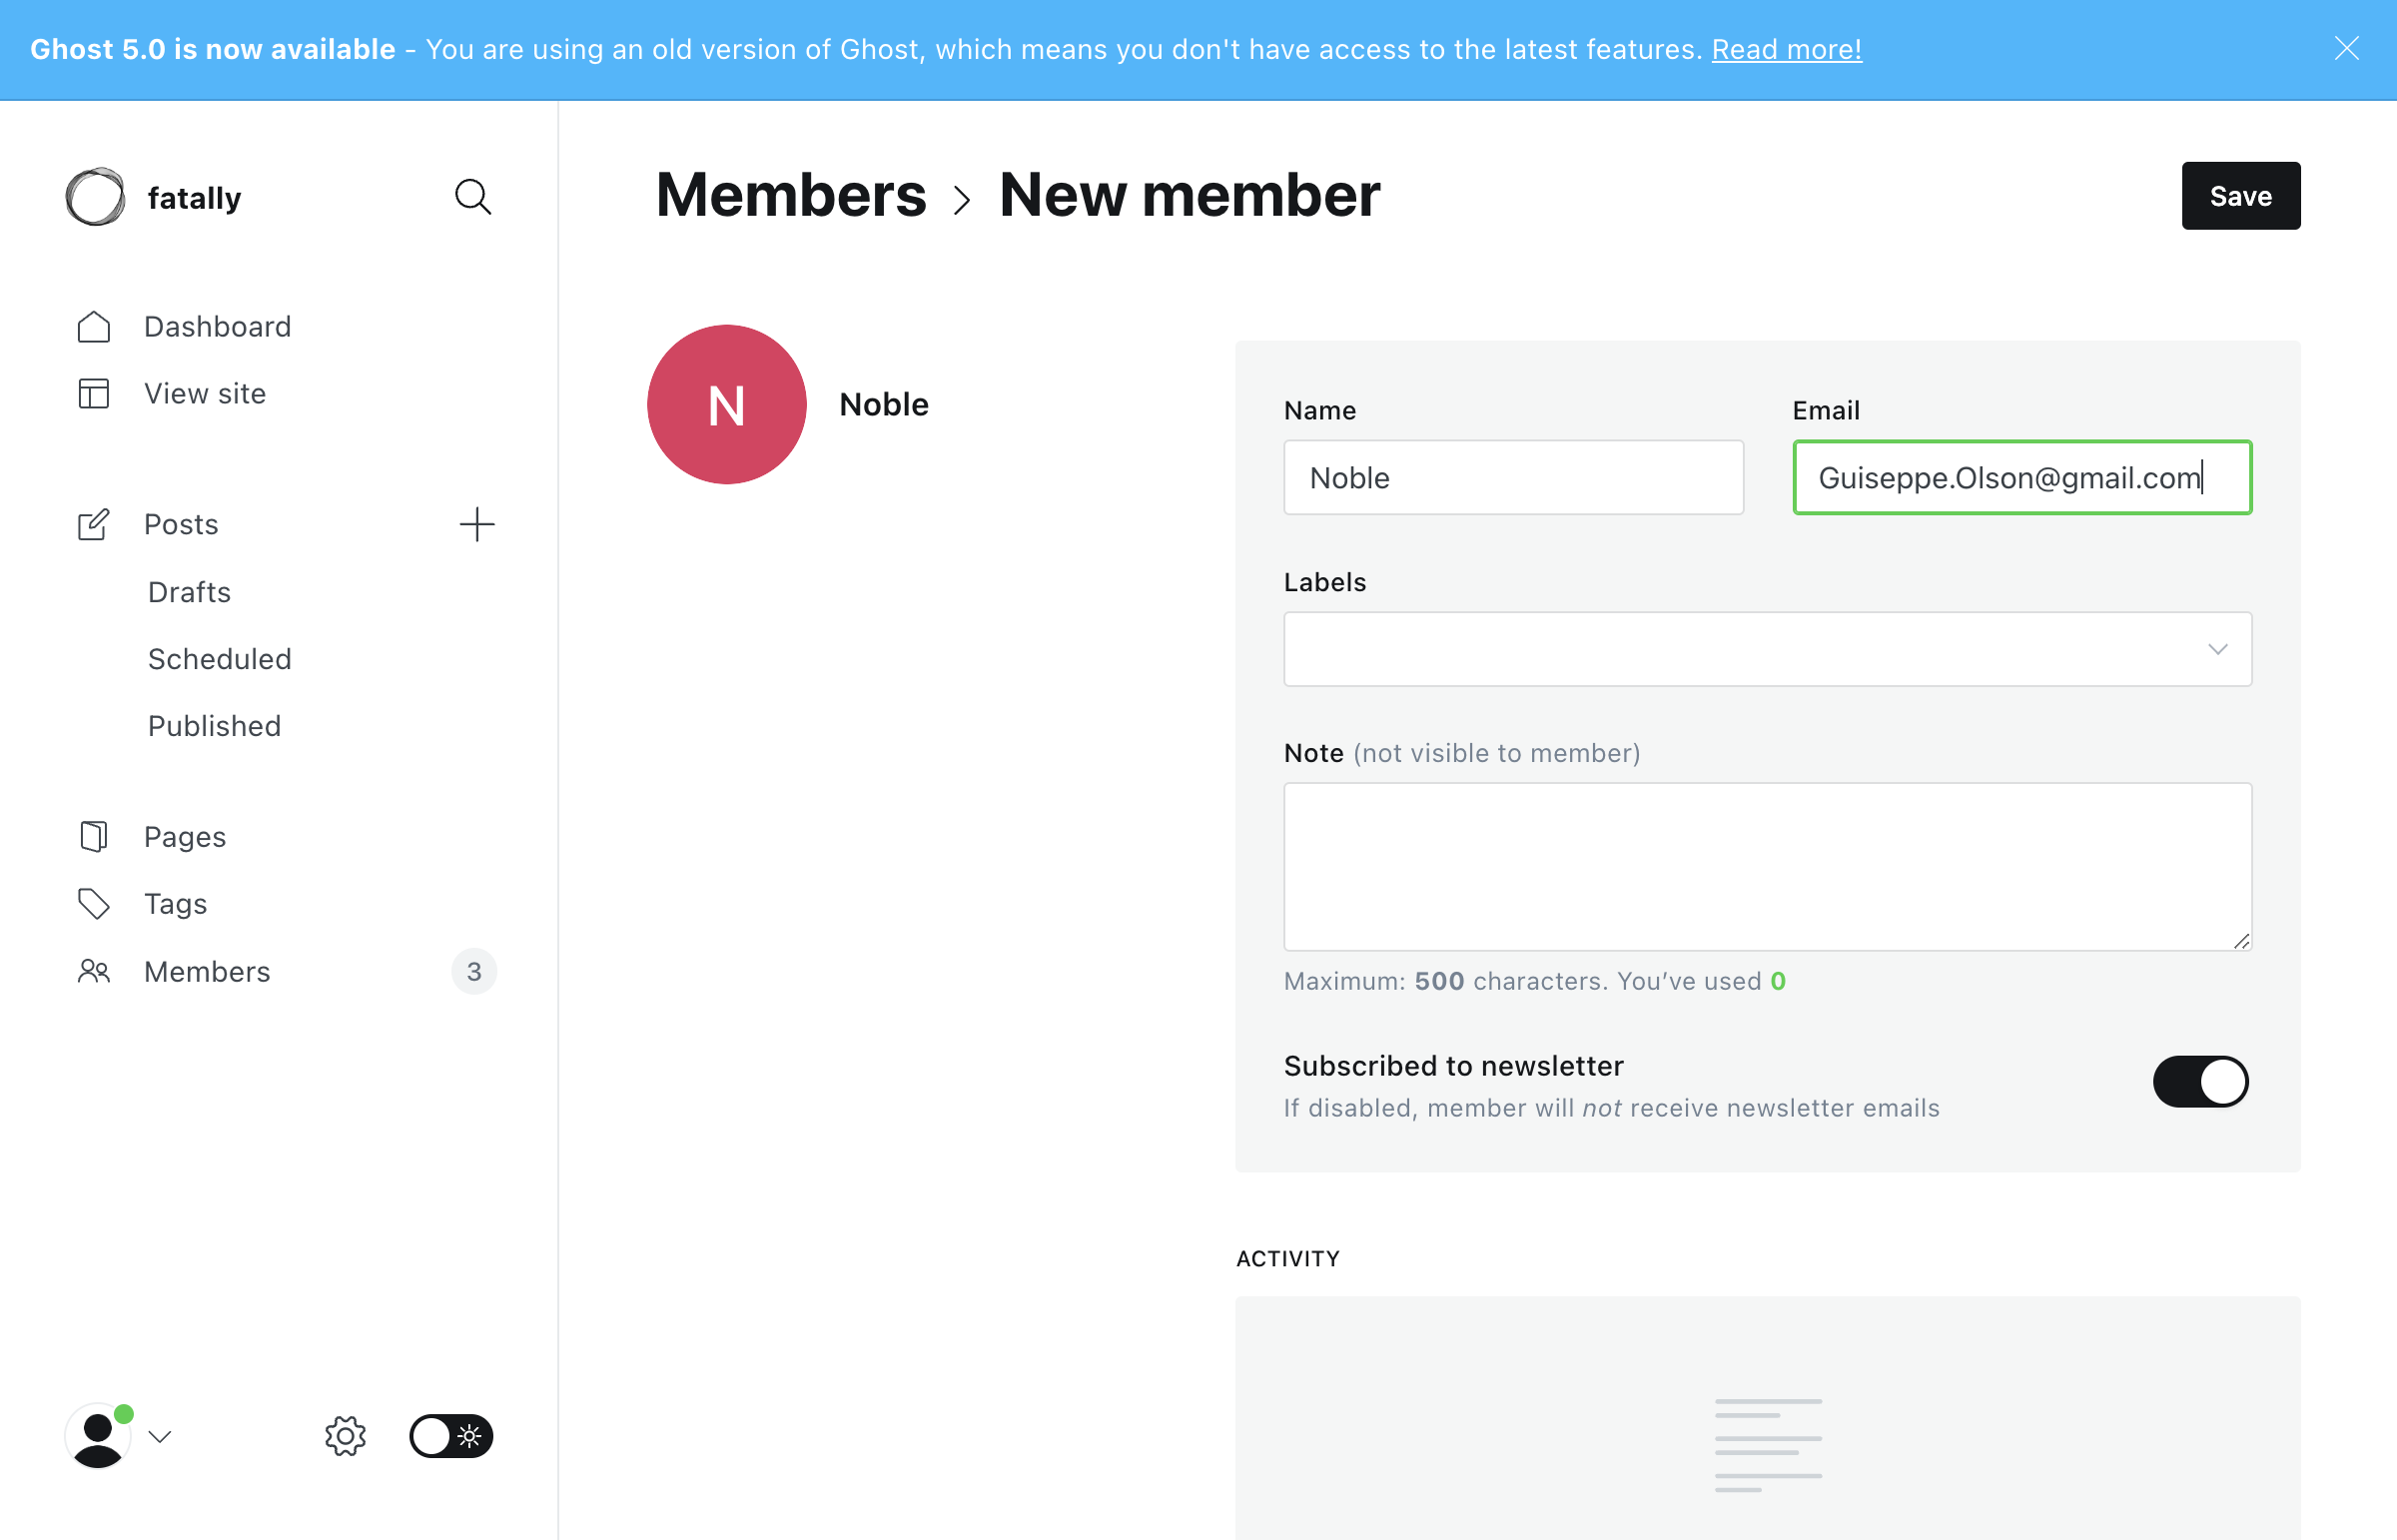 Ghost 5.0 is now available - You are using an old version of Ghost, which means you don't have access to the latest features. Read more!
fatally
Dashboard
View site
Posts
Drafts
Scheduled
Published
Pages
Tags
Members 3
Members > New member
Save
N
Noble
Name
Noble
Email
Guiseppe.Olson@gmail.com
Labels
Note (not visible to member)
Maximum: 500 characters. You’ve used 0
Subscribed to newsletter
If disabled, member will not receive newsletter emails
ACTIVITY